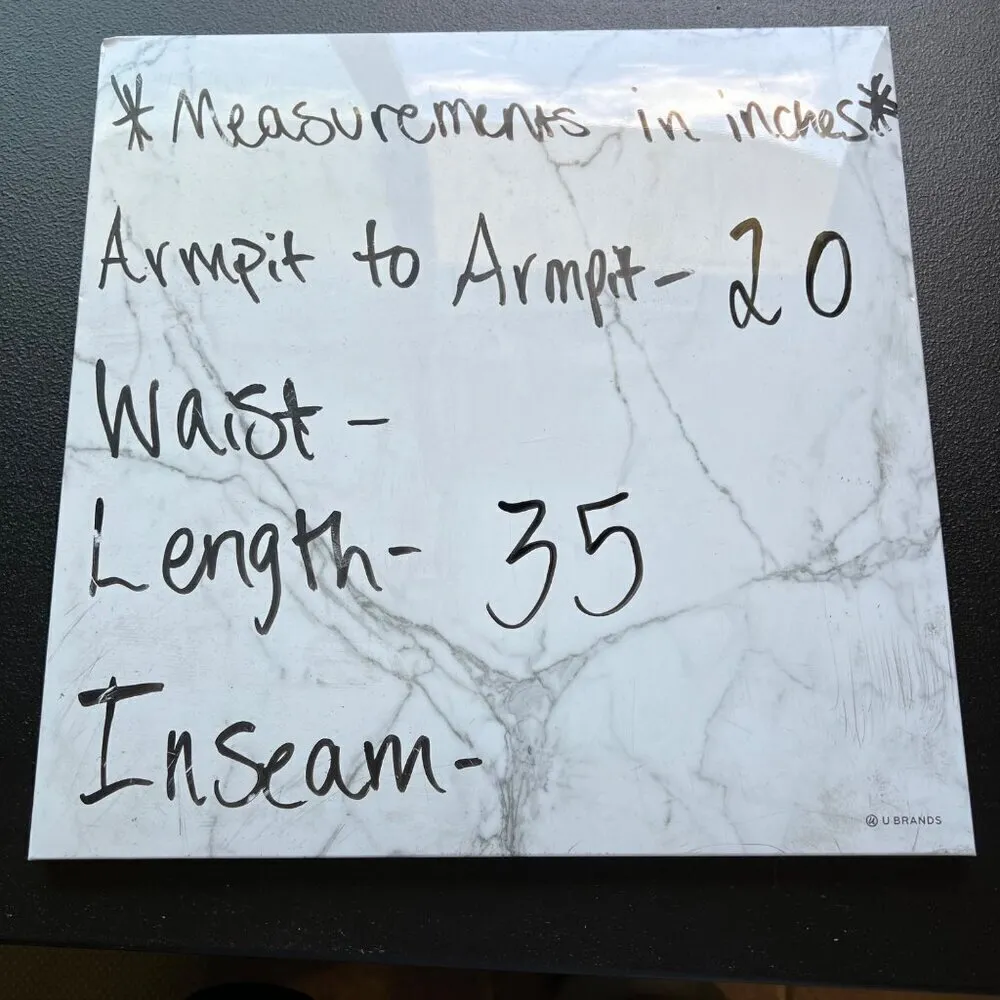 *Measurements in inches*
Armpit to Armpit- 20
Waist -
Length- 35
Inseam-
U BRANDS